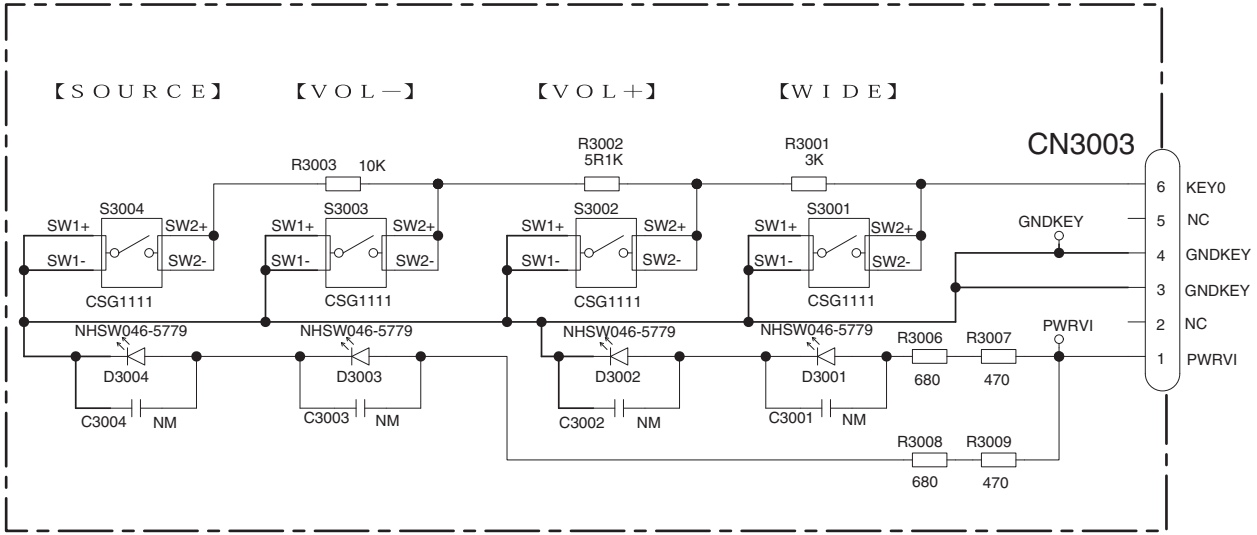 【SOURCE】
【VOL－】
【VOL＋】
【WIDE】
CN3003
R3003
10K
R3002
5R1K
R3001
3K
6
KEY0
5
NC
4
GNDKEY
3
GNDKEY
2
NC
1
PWRVI
GNDKEY
PWRVI
S3004
SW1+
SW2+
SW1-
SW2-
CSG1111
S3003
SW1+
SW2+
SW1-
SW2-
CSG1111
S3002
SW1+
SW2+
SW1-
SW2-
CSG1111
S3001
SW1+
SW2+
SW1-
SW2-
CSG1111
NHSW046-5779
D3004
C3004
NM
NHSW046-5779
D3003
C3003
NM
NHSW046-5779
D3002
C3002
NM
NHSW046-5779
D3001
C3001
NM
R3006
680
R3007
470
R3008
680
R3009
470